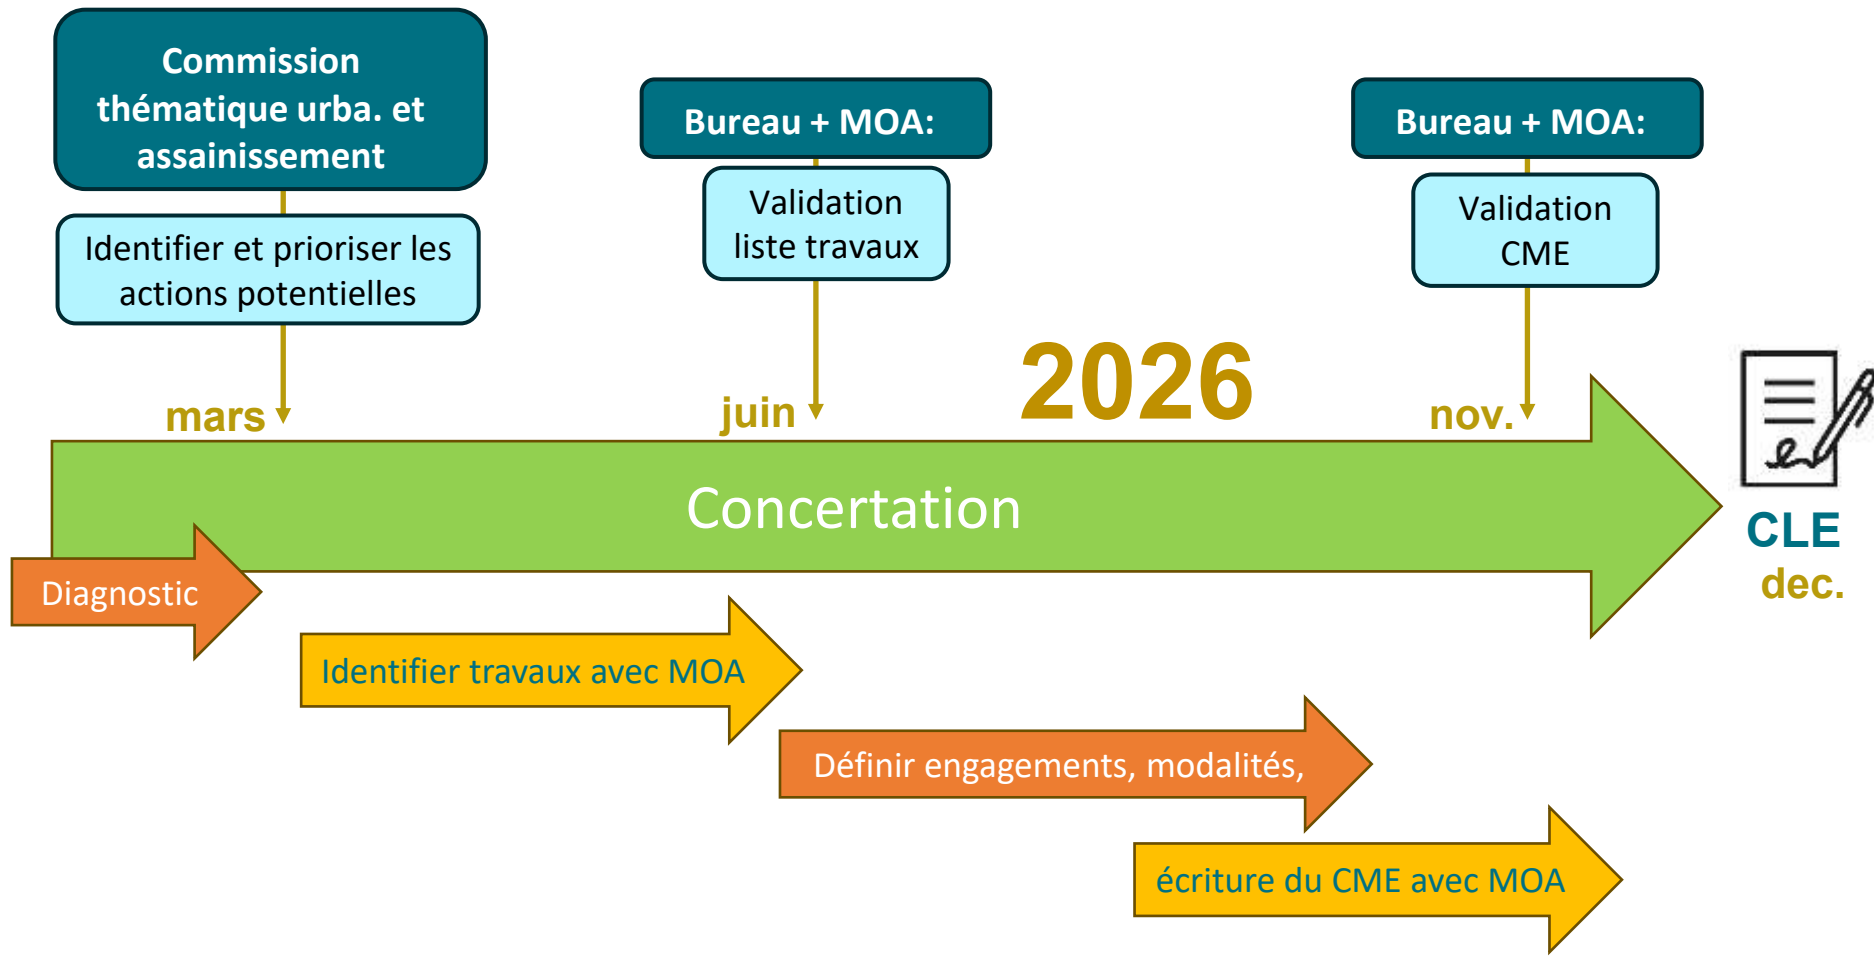 Commission
thématique urba. et
assainissement
Identifier et prioriser les
actions potentielles
mars
Bureau + MOA:
Validation
liste travaux
juin
2026
Bureau + MOA:
Validation
CME
nov.
Concertation
CLE
dec.
Diagnostic
Identifier travaux avec MOA
Définir engagements, modalités,
écriture du CME avec MOA